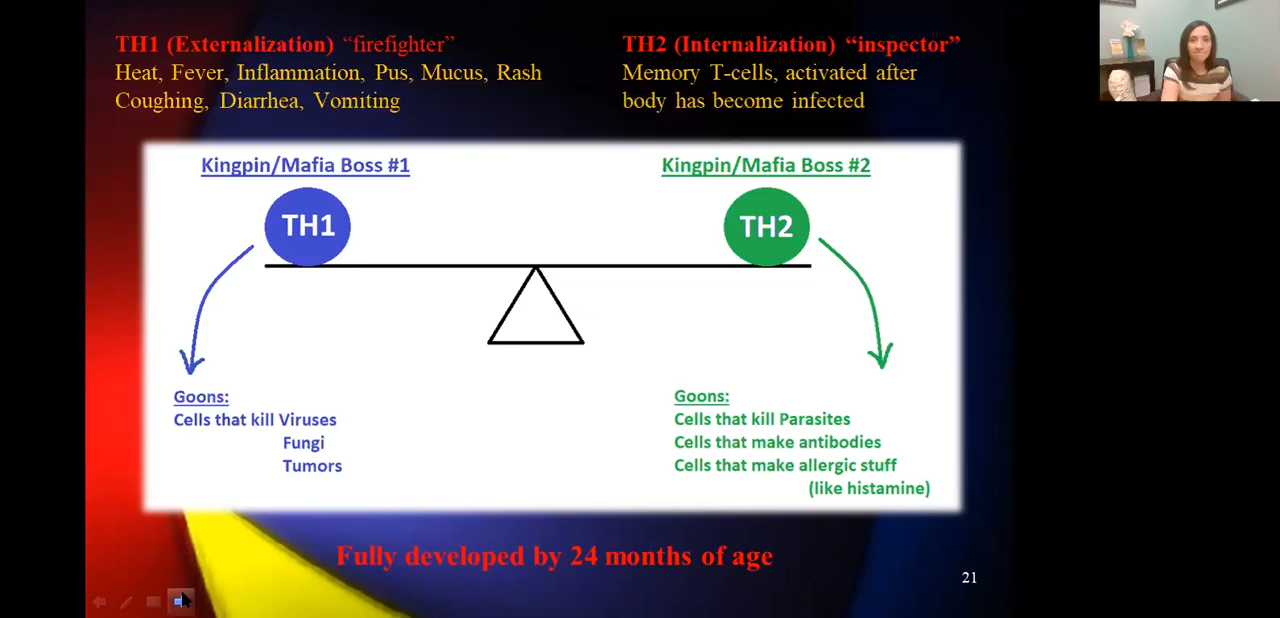 TH1 (Externalization) “firefighter”
Heat, Fever, Inflammation, Pus, Mucus, Rash
Coughing, Diarrhea, Vomiting
TH2 (Internalization) “inspector”
Memory T-cells, activated after
body has become infected
Kingpin/Mafia Boss #1
Kingpin/Mafia Boss #2
TH1
TH2
Goons:
Cells that kill Viruses
Fungi
Tumors
Goons:
Cells that kill Parasites
Cells that make antibodies
Cells that make allergic stuff
(like histamine)
Fully developed by 24 months of age
21